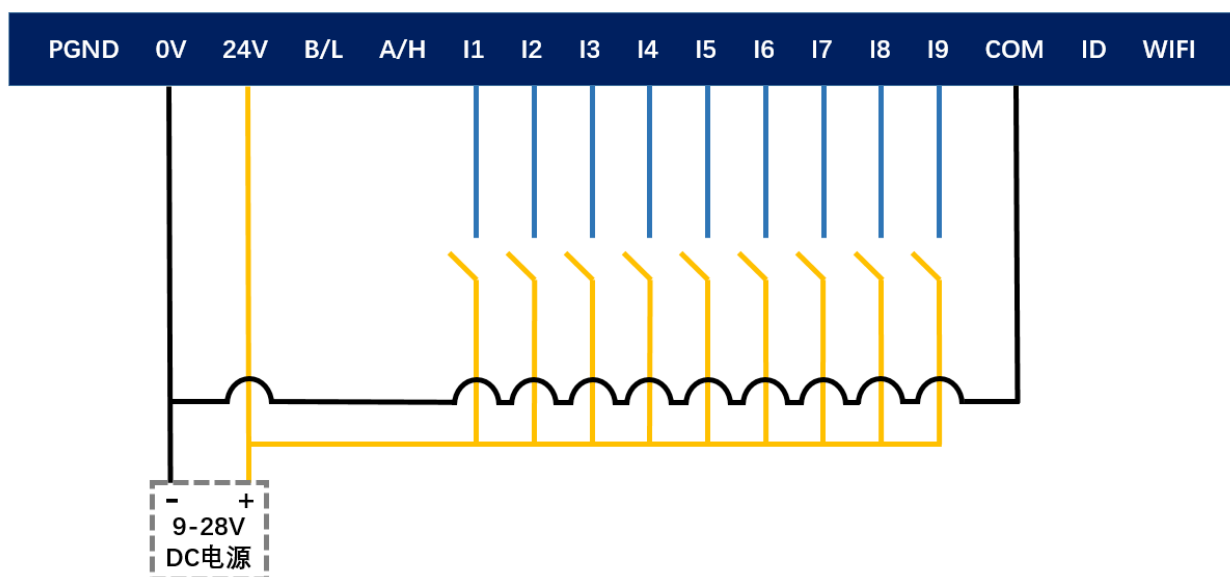 PGND 0V 24V B/L A/H I1 I2 I3 I4 I5 I6 I7 I8 I9 COM ID WIFI
- +
9-28V
DC电源